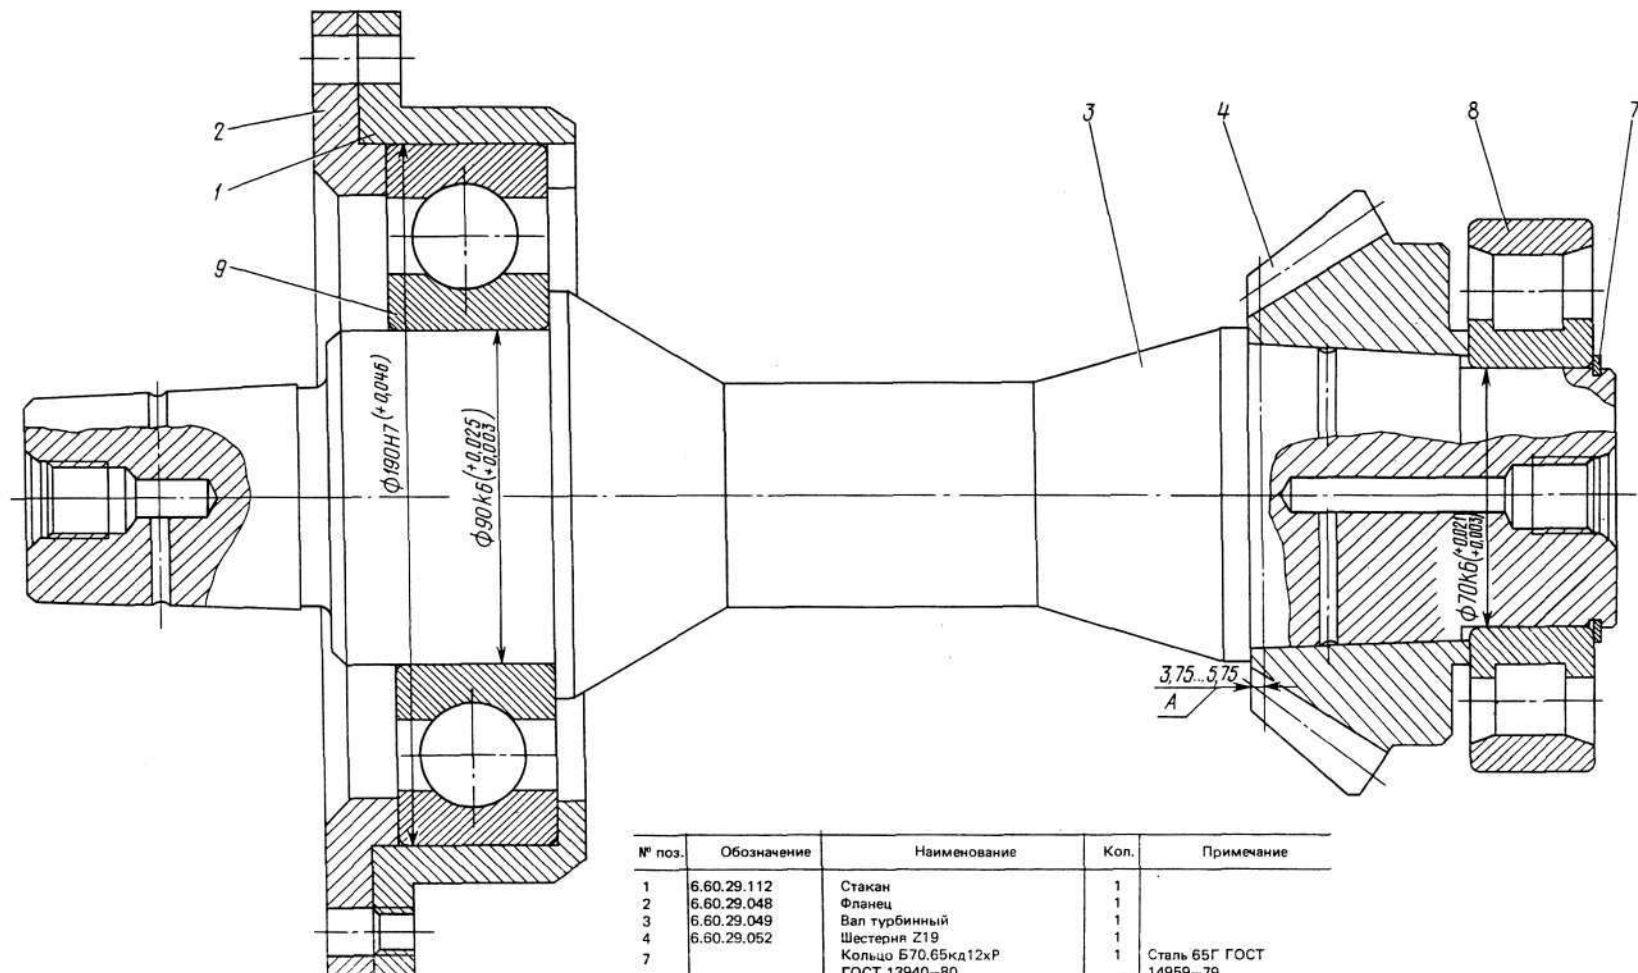 2
1
9
3
4
8
7
ϕ190H7(+0,046)
ϕ90k6(+0,025 +0,003)
ϕ70k6(+0,021 +0,003)
3,75...5,75
A
№ поз. Обозначение Наименование Кол. Примечание
1 6.60.29.112 Стакан 1
2 6.60.29.048 Фланец 1
3 6.60.29.049 Вал турбинный 1
4 6.60.29.052 Шестерня Z19 1
7 Кольцо Б70.65кд12хР 1 Сталь 65Г ГОСТ
ГОСТ 13940—80 14959—79